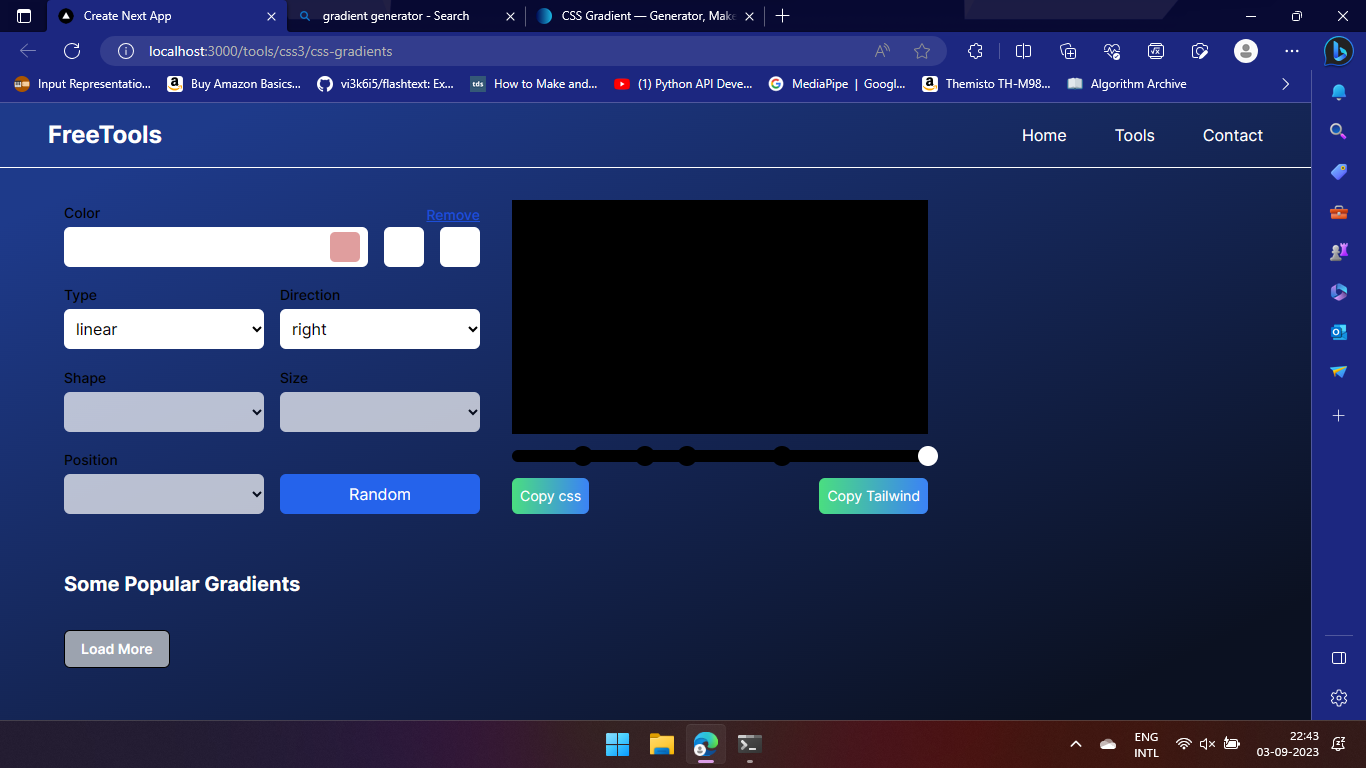 Create Next App
gradient generator - Search
CSS Gradient — Generator, Make
localhost:3000/tools/css3/css-gradients
Input Representatio...
Buy Amazon Basics...
vi3k6i5/flashtext: Ex...
tds
How to Make and...
(1) Python API Deve...
MediaPipe | Googl...
Themisto TH-M98...
Algorithm Archive
FreeTools
Home
Tools
Contact
Color
Remove
Type
Direction
linear
right
Shape
Size
Position
Random
Copy css
Copy Tailwind
Some Popular Gradients
Load More
ENG
INTL
22:43
03-09-2023